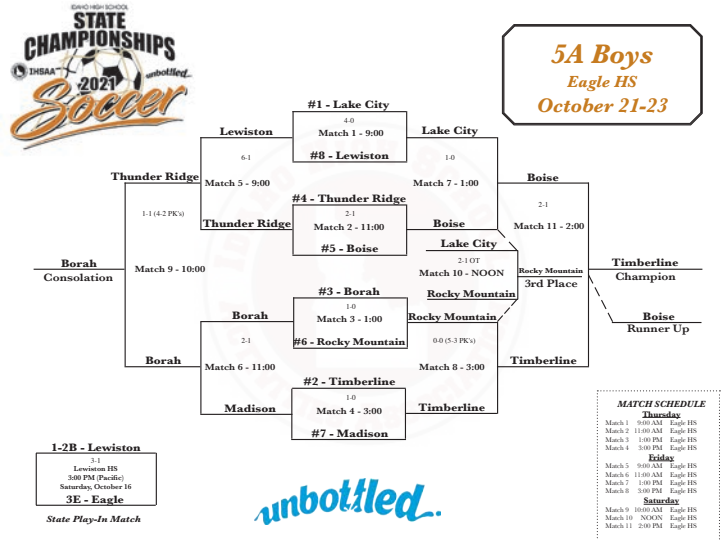 IDAHO HIGH SCHOOL
STATE
CHAMPIONSHIPS
IHSAA
2021
unbottled
Soccer
5A Boys
Eagle HS
October 21-23
#1 - Lake City
4-0
Match 1 - 9:00
#8 - Lewiston
Lewiston
Lake City
6-1
Match 5 - 9:00
1-0
Match 7 - 1:00
Thunder Ridge
Boise
#4 - Thunder Ridge
2-1
Match 2 - 11:00
#5 - Boise
Thunder Ridge
Boise
1-1 (4-2 PK's)
2-1
Match 11 - 2:00
Lake City
2-1 OT
Match 10 - NOON
Rocky Mountain
Rocky Mountain
3rd Place
Borah
Consolation
Match 9 - 10:00
Timberline
Champion
#3 - Borah
1-0
Match 3 - 1:00
#6 - Rocky Mountain
Borah
Rocky Mountain
Boise
Runner Up
2-1
Match 6 - 11:00
0-0 (5-3 PK's)
Match 8 - 3:00
Borah
Timberline
#2 - Timberline
1-0
Match 4 - 3:00
#7 - Madison
Madison
Timberline
1-2B - Lewiston
3-1
Lewiston HS
3:00 PM (Pacific)
Saturday, October 16
3E - Eagle
State Play-In Match
unbottled.
MATCH SCHEDULE
Thursday
Match 1 9:00 AM Eagle HS
Match 2 11:00 AM Eagle HS
Match 3 1:00 PM Eagle HS
Match 4 3:00 PM Eagle HS
Friday
Match 5 9:00 AM Eagle HS
Match 6 11:00 AM Eagle HS
Match 7 1:00 PM Eagle HS
Match 8 3:00 PM Eagle HS
Saturday
Match 9 10:00 AM Eagle HS
Match 10 NOON Eagle HS
Match 11 2:00 PM Eagle HS